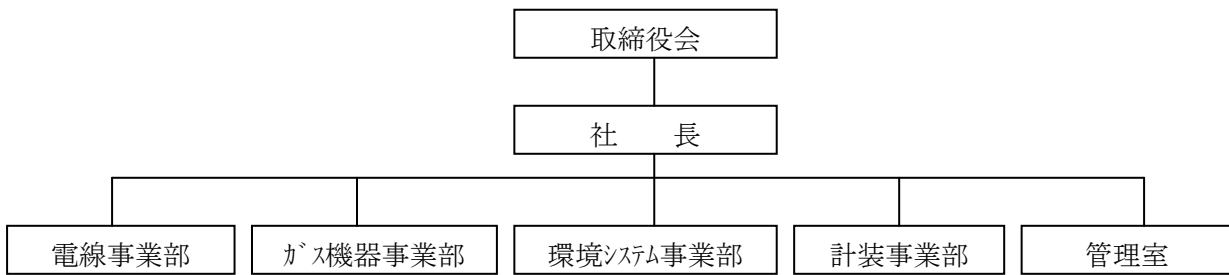 取締役会
社　　長
電線事業部
ｶﾞｽ機器事業部
環境ｼｽﾃﾑ事業部
計装事業部
管理室